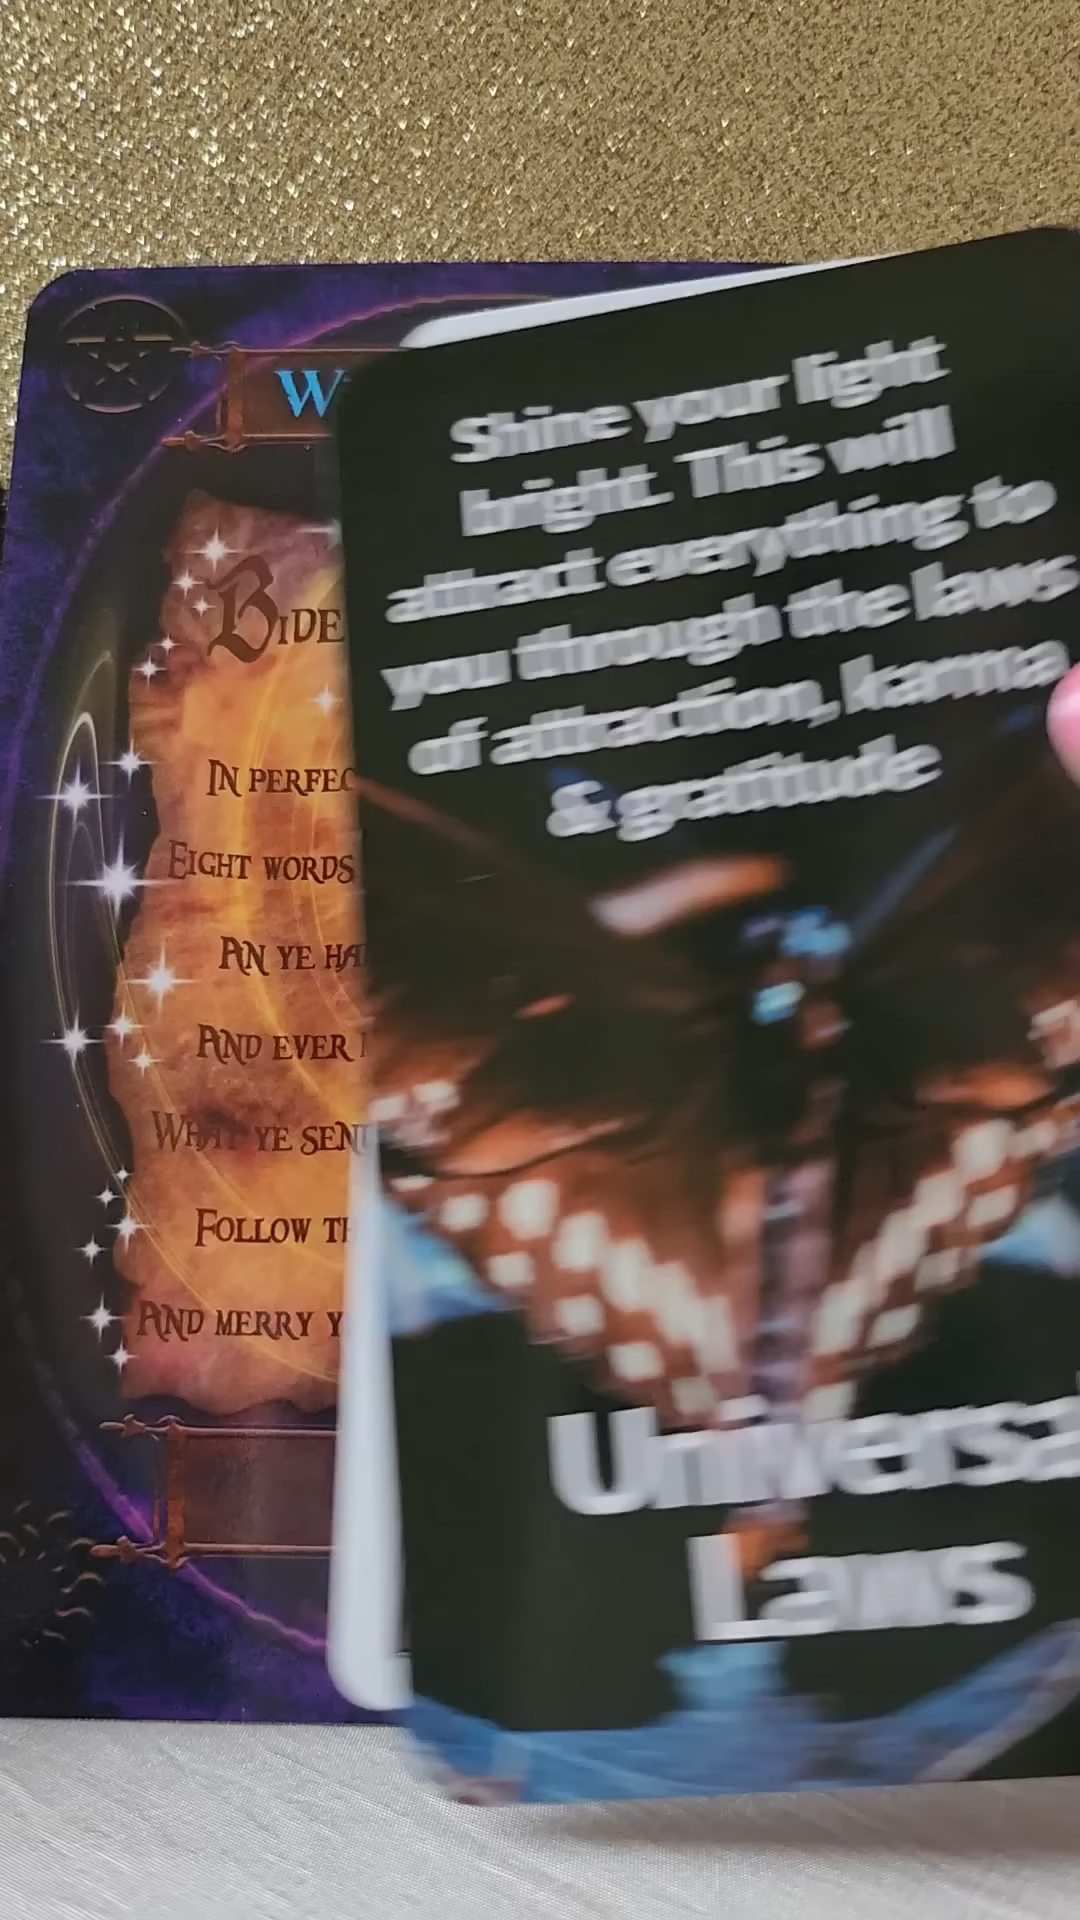 Shine your light
bright. This will
attract everything to
you through the laws
of attraction, karma
& gratitude
Universa
Laws
W
BIDE
IN PERFEC
EIGHT WORDS
AN YE HA
AND EVER
WHAT YE SEN
FOLLOW TH
AND MERRY Y